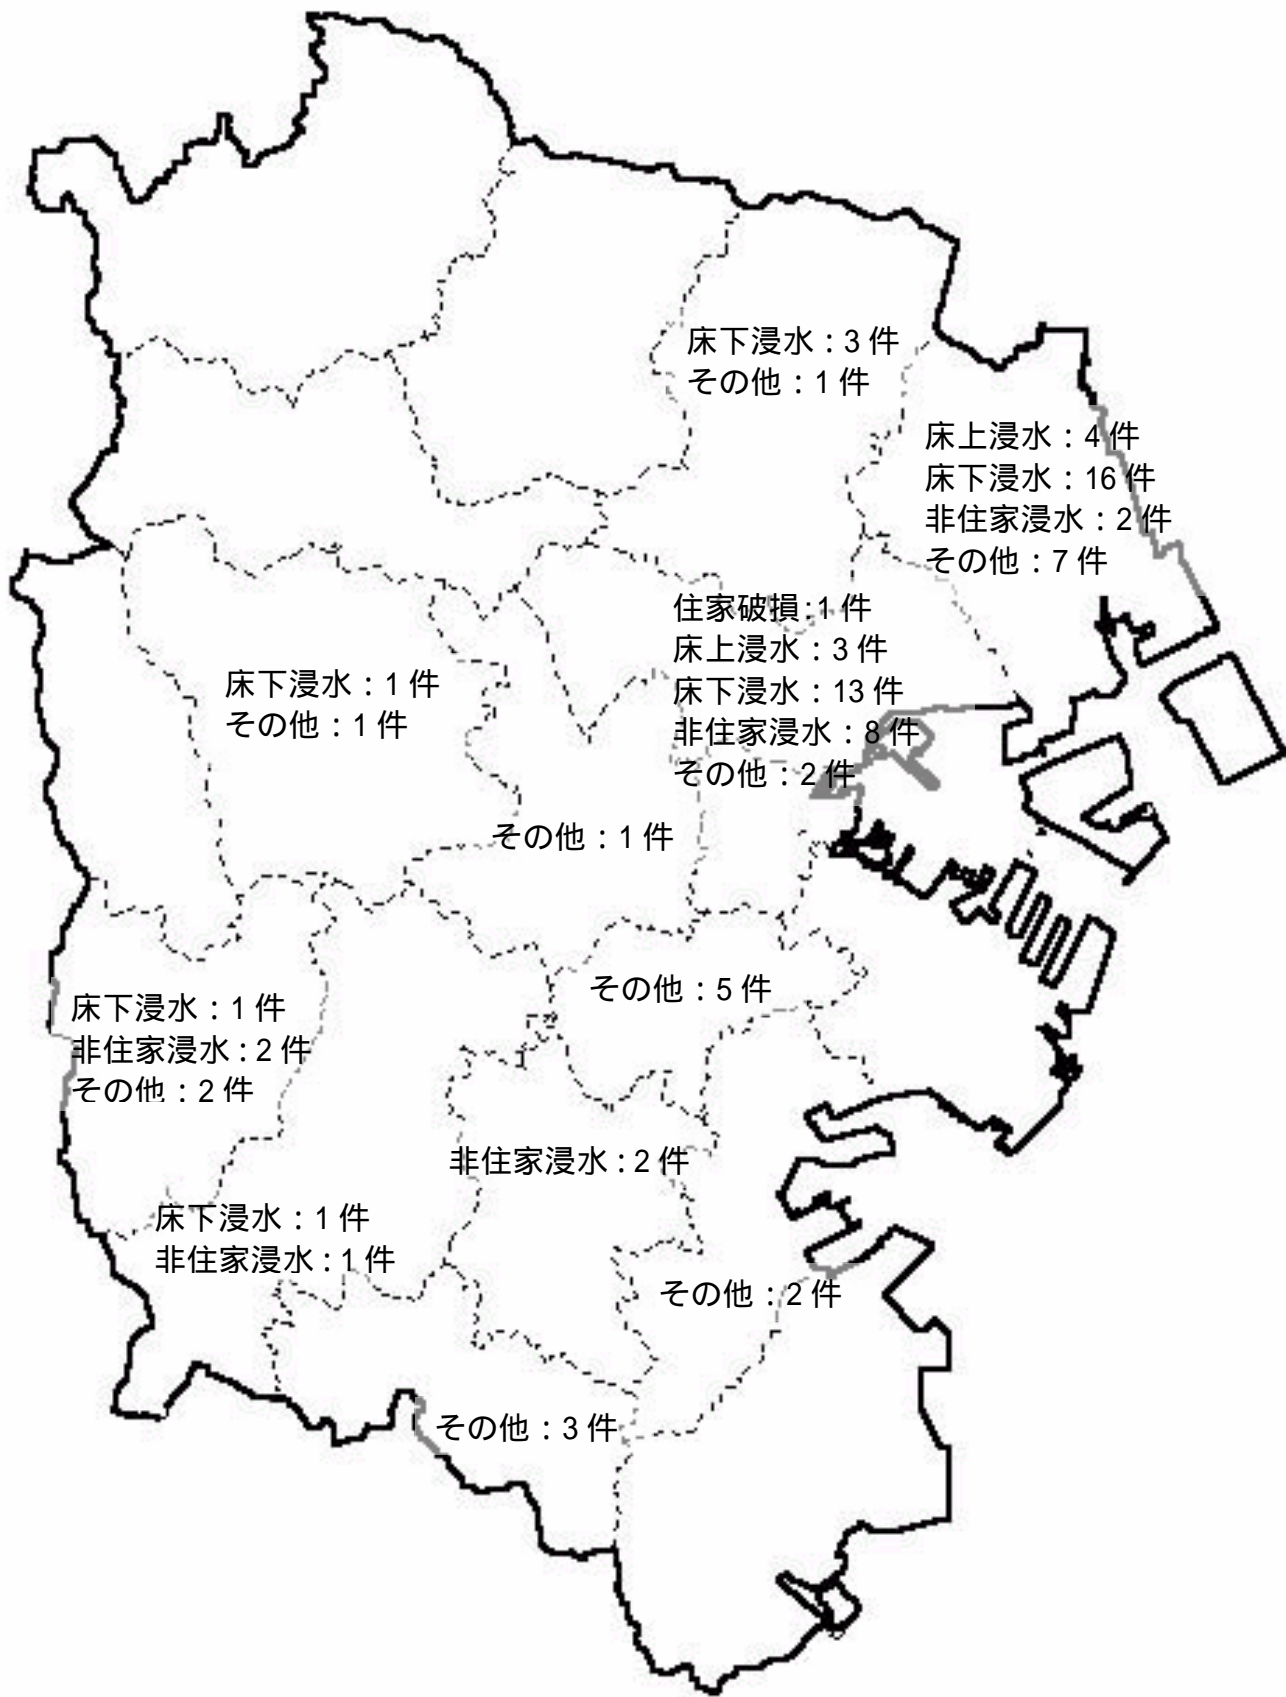 床下浸水：3 件
その他：1 件
床上浸水：4 件
床下浸水：16 件
非住家浸水：2 件
その他：7 件
住家破損:1 件
床上浸水：3 件
床下浸水：13 件
非住家浸水：8 件
その他：2 件
床下浸水：1 件
その他：1 件
その他：1 件
その他：5 件
床下浸水：1 件
非住家浸水：2 件
その他：2 件
非住家浸水：2 件
床下浸水：1 件
非住家浸水：1 件
その他：2 件
その他：3 件